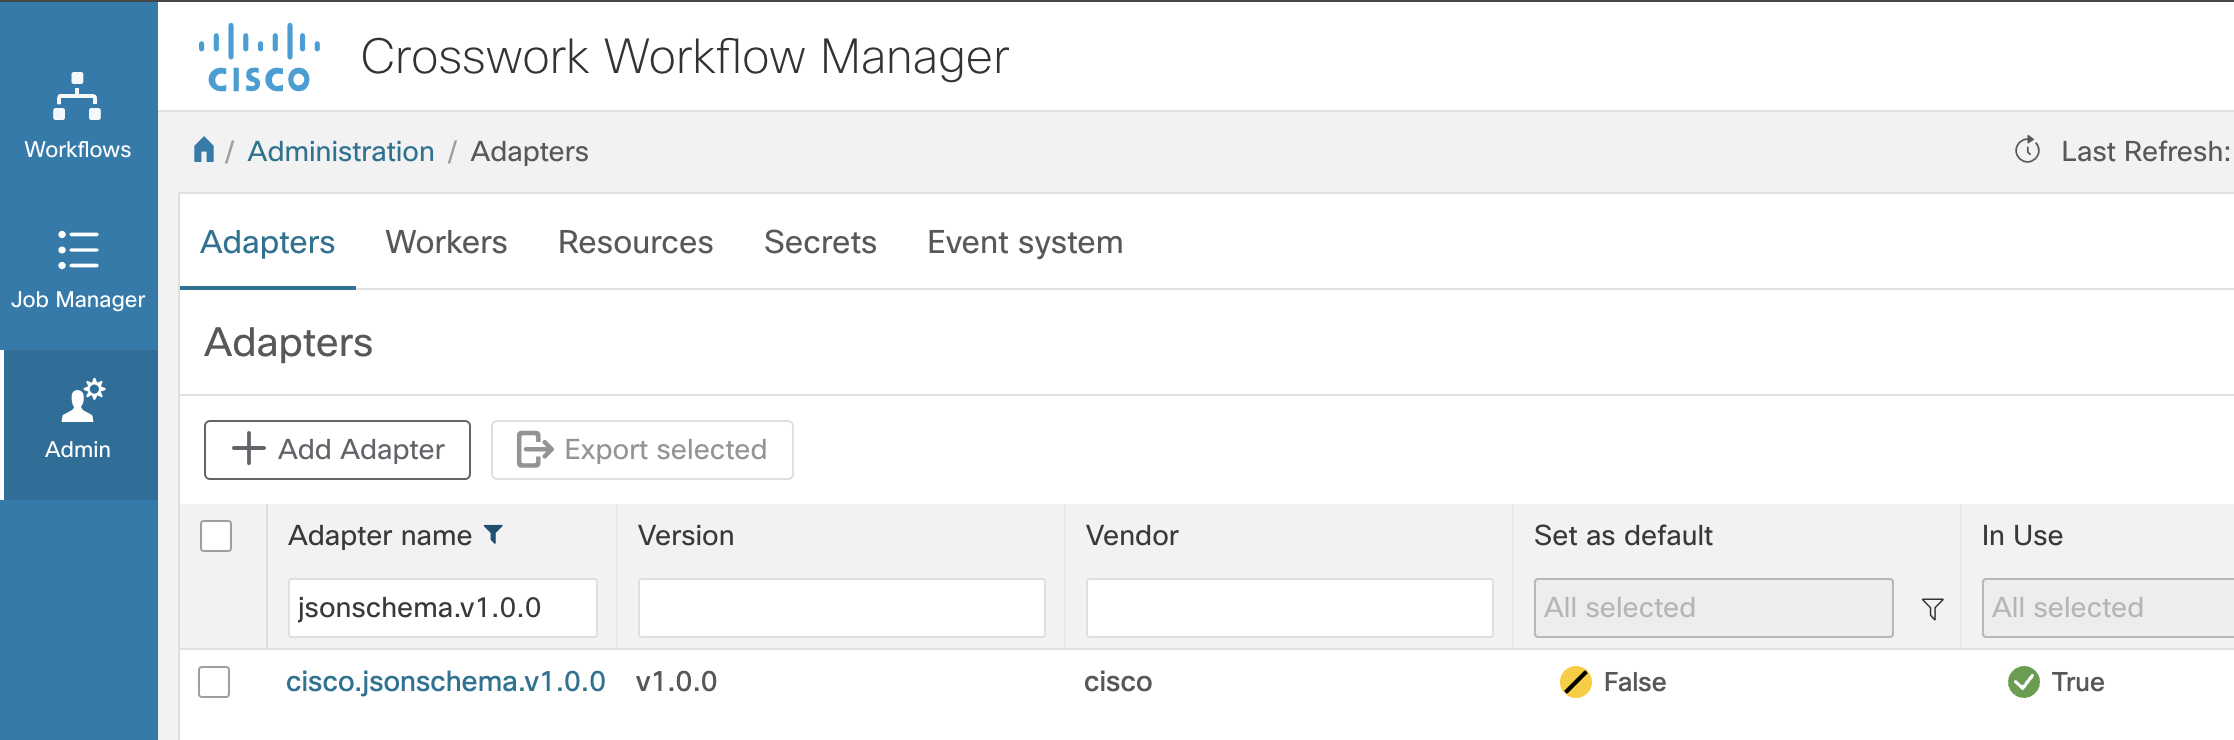 CISCO
Crosswork Workflow Manager
Workflows
Job Manager
Admin
/ Administration / Adapters
Last Refresh:
Adapters Workers Resources Secrets Event system
Adapters
Add Adapter Export selected
Adapter name Version Vendor Set as default In Use
jsonschema.v1.0.0 All selected All selected
cisco.jsonschema.v1.0.0 v1.0.0 cisco False True